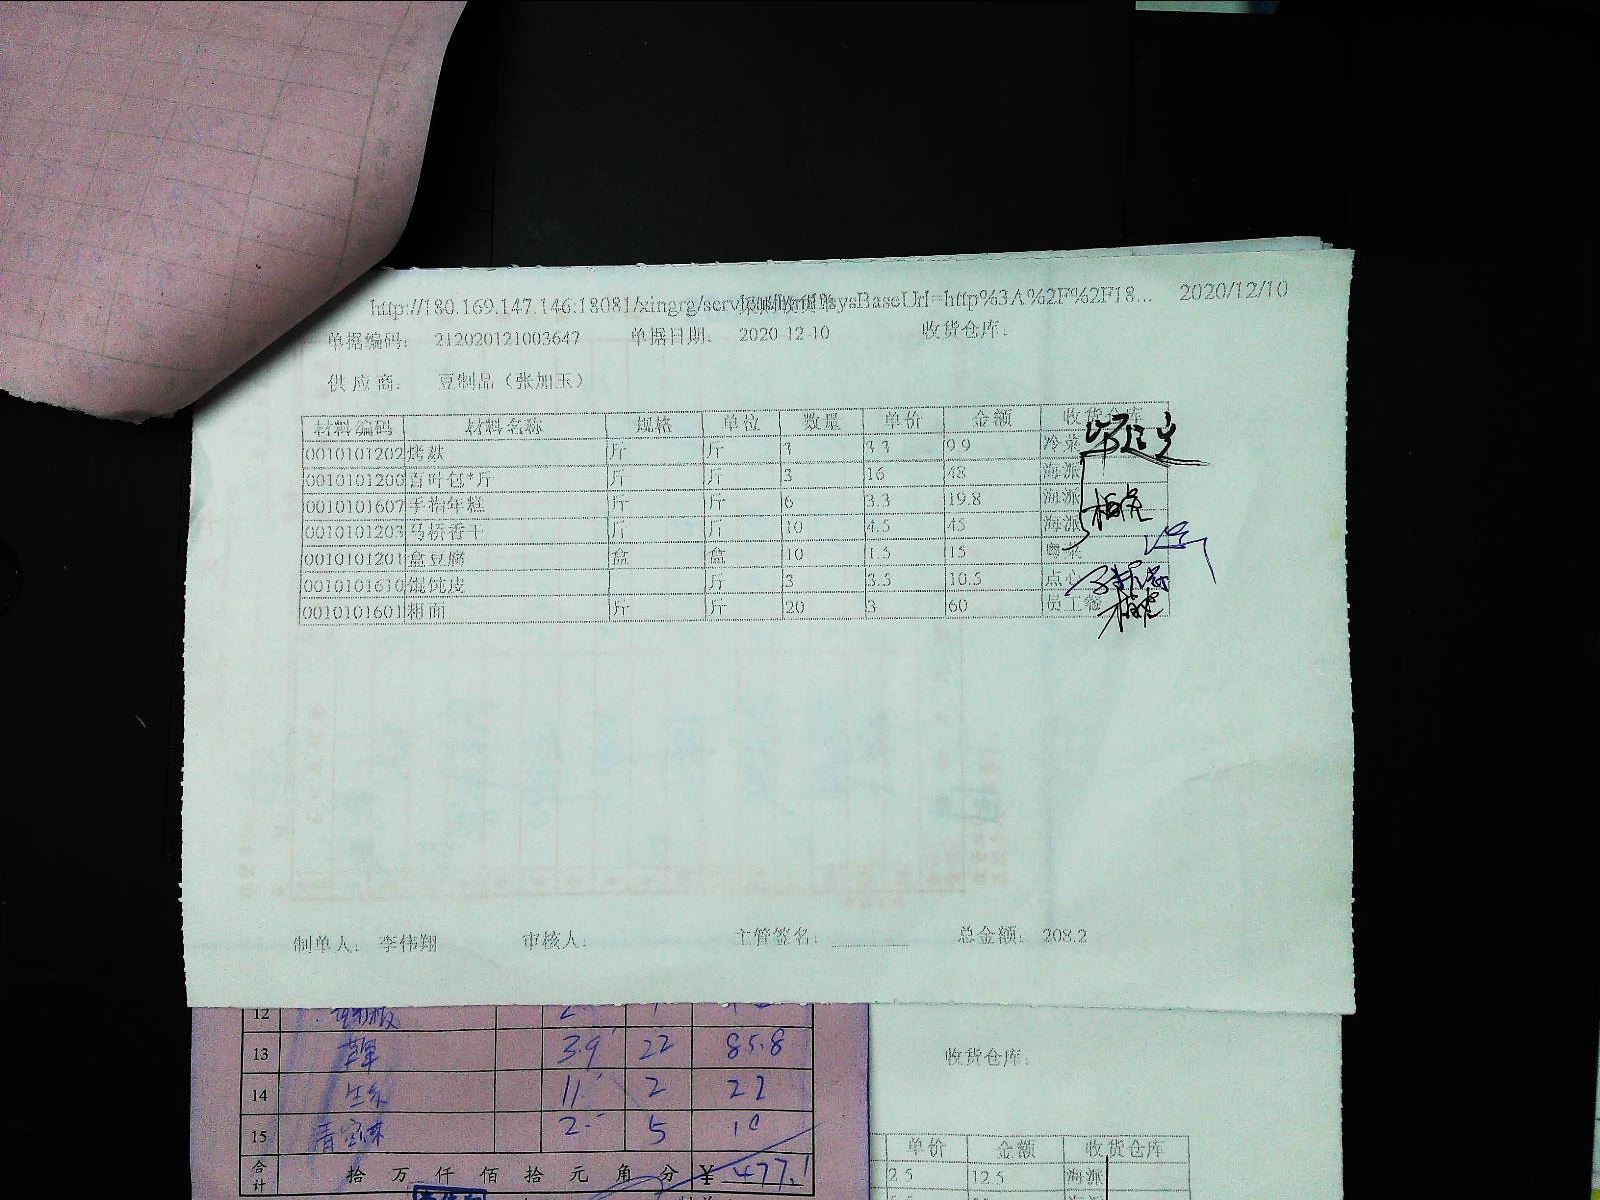 http://180.169.147.146:18081/xingrg/serv sysBaseUrl=http%3A%2F%2F18... 2020/12/10
采购收货单
单据编码: 212020121003647 单据日期: 2020-12-10 收货仓库:
供应商: 豆制品（张加玉）
材料编码 材料名称 规格 单位 数量 单价 金额 收货仓库
0010101202 烤麸 斤 斤 3 3.3 9.9 冷菜
0010101200 百叶包*斤 斤 斤 3 16 48 海派
0010101607 手指年糕 斤 斤 6 3.3 19.8 海派
0010101203 马桥香干 斤 斤 10 4.5 45 海派
0010101201 盒豆腐 盒 盒 10 1.5 15 粤菜
0010101610 馄饨皮 斤 3 3.5 10.5 点心
0010101601 粗面 斤 斤 20 3 60 员工餐
制单人: 李伟翔 审核人: 主管签名: 总金额: 208.2
12
13 3.9 22 85.8
14 11 2 22
15 2 5 10
合计 拾 万 仟 佰 拾 元 角 分 ¥ 477.1
收货仓库:
单价 金额 收货仓库
2.5 12.5 海派